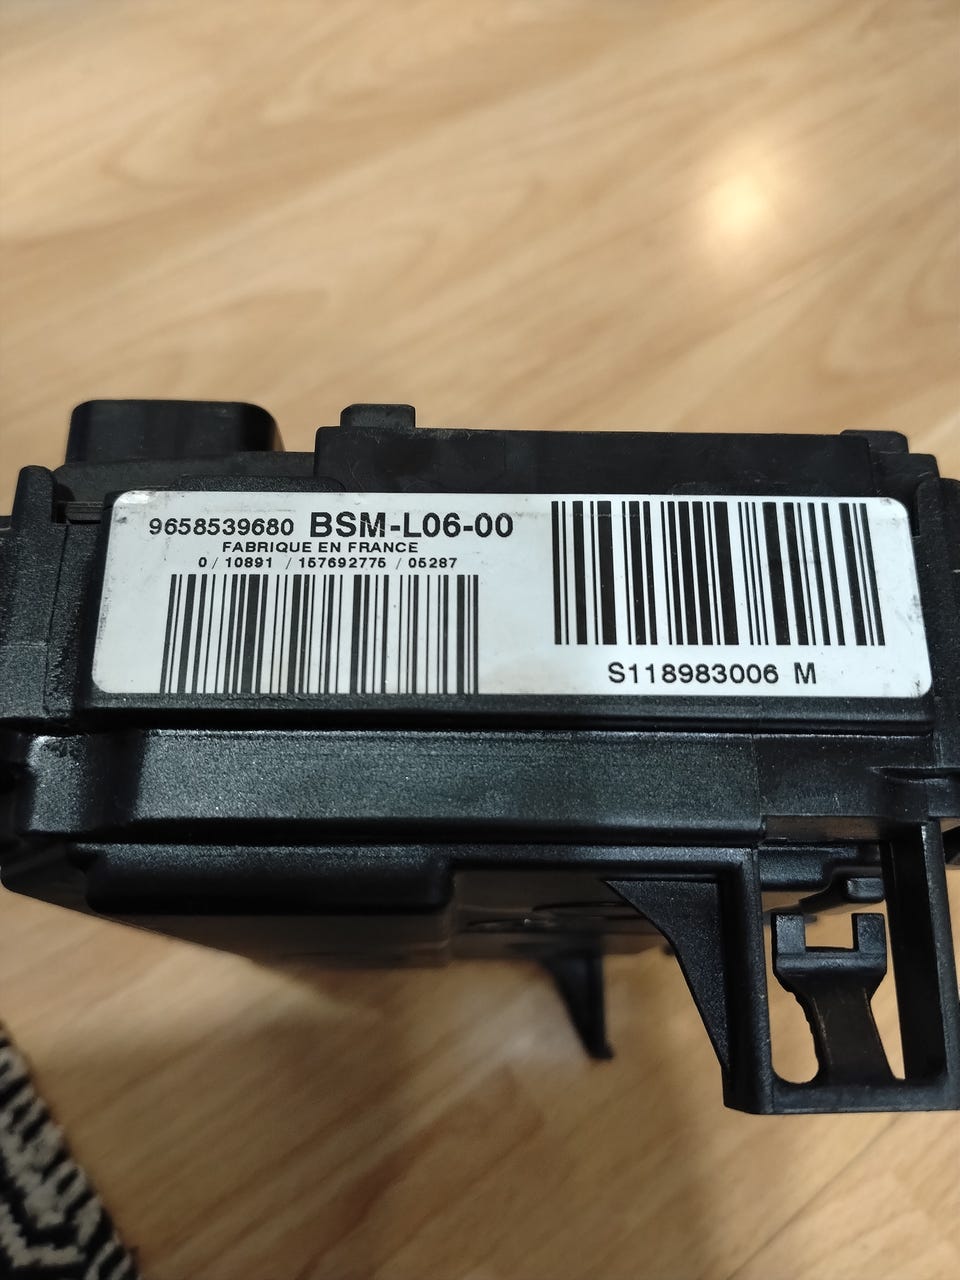 9658539680 BSM-L06-00
FABRIQUE EN FRANCE
0 / 10891 / 157692775 / 05287
S118983006 M